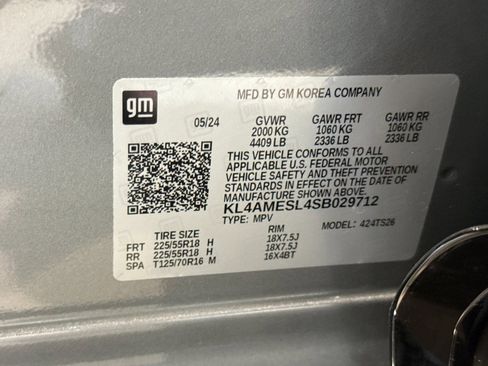 gm
MFD BY GM KOREA COMPANY
05/24 GVWR GAWR FRT GAWR RR
2000 KG 1060 KG 1060 KG
4409 LB 2336 LB 2336 LB
THIS VEHICLE CONFORMS TO ALL
APPLICABLE U.S. FEDERAL MOTOR
VEHICLE SAFETY AND THEFT PREVENTION
STANDARDS IN EFFECT ON THE DATE OF
MANUFACTURE SHOWN ABOVE.
KL4AMESL4SB029712
TYPE: MPV MODEL: 424TS26
TIRE SIZE RIM
FRT 225/55R18 H 18X7.5J
RR 225/55R18 H 18X7.5J
SPA T125/70R16 M 16X4BT